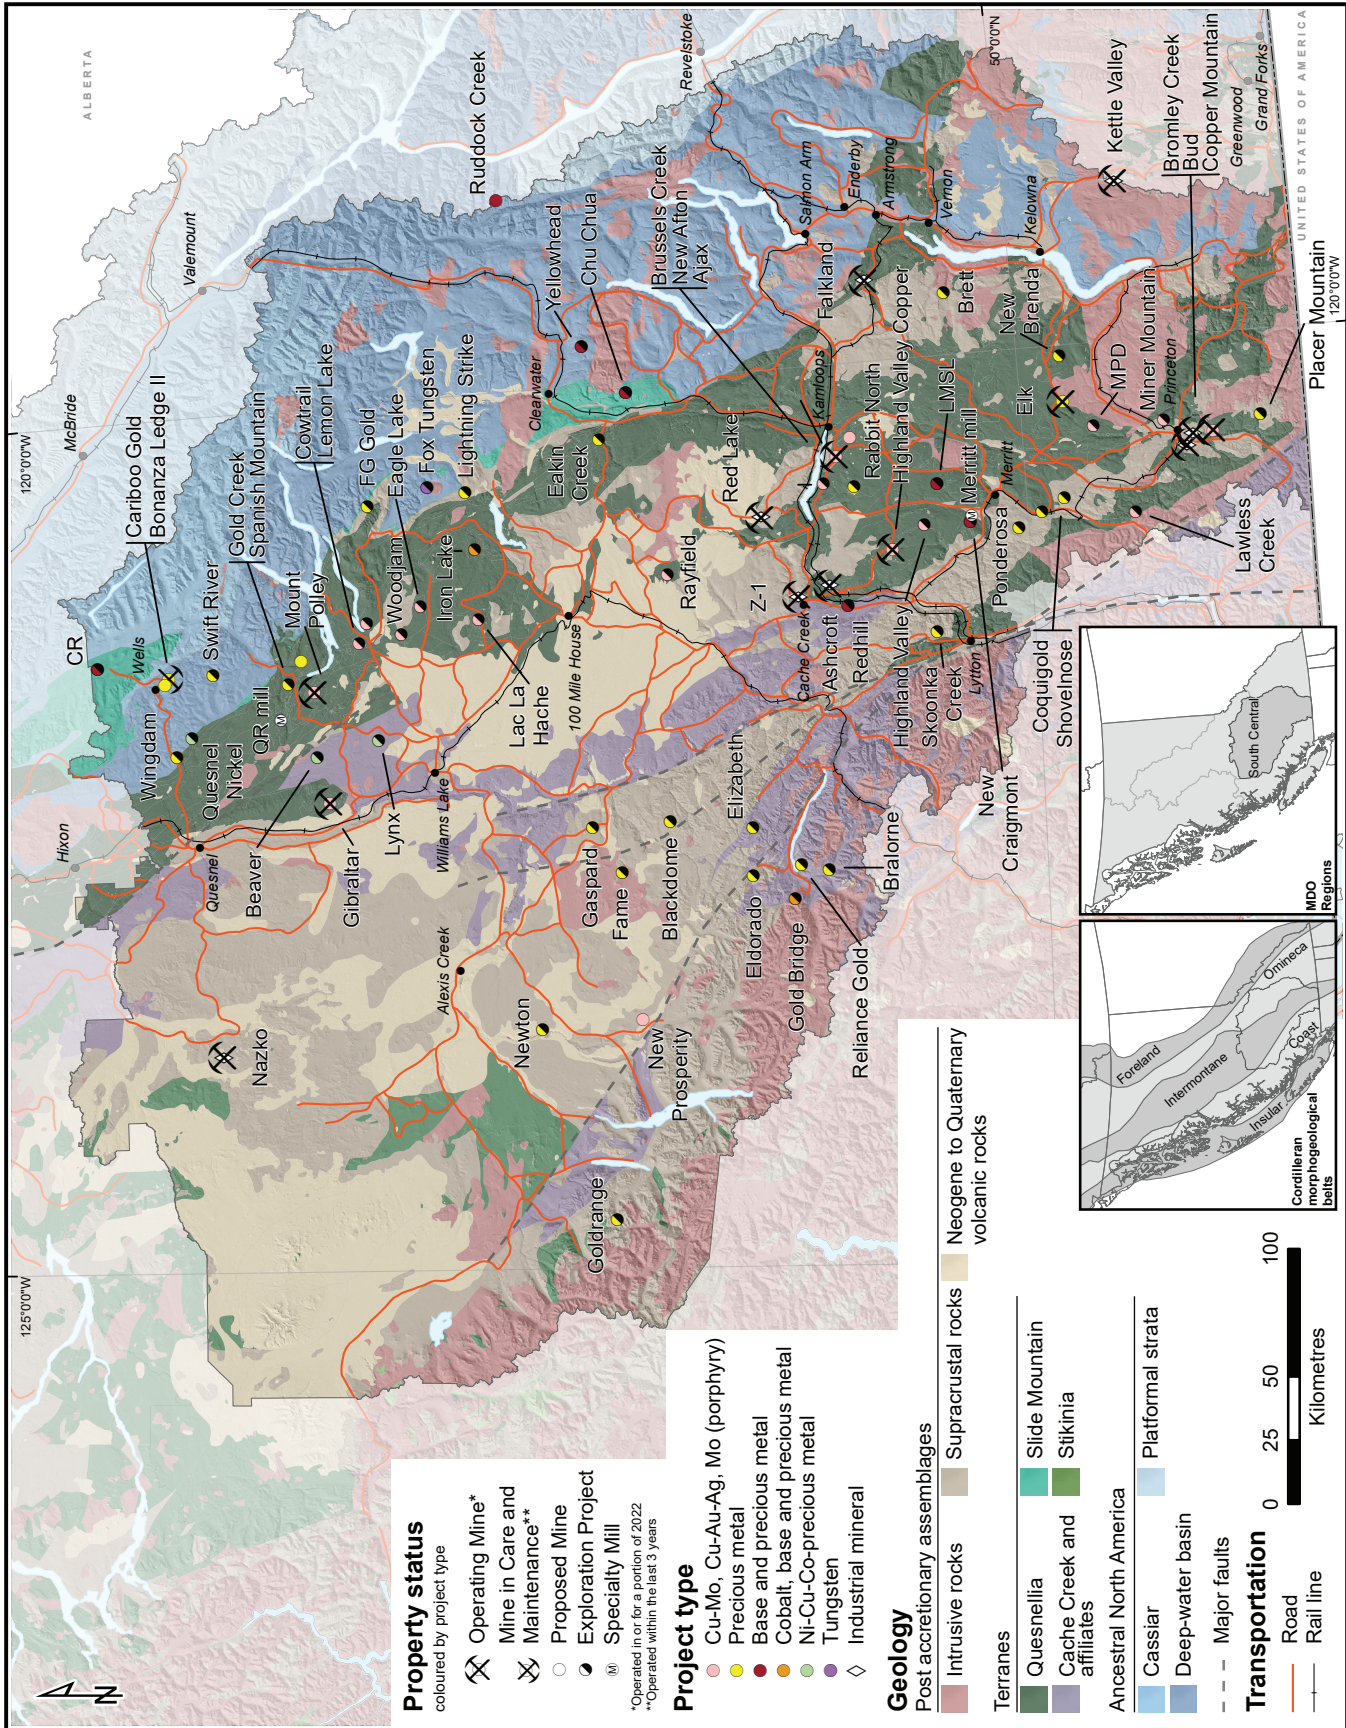 ALBERTA
UNITED STATES OF AMERICA
125°0'0"W
120°0'0"W
50°0'0"N
120°0'0"W
McBride
Valemount
Revelstoke
Hixon
Wells
Quesnel
Williams Lake
Alexis Creek
100 Mile House
Clearwater
Kamloops
Cache Creek
Lytton
Merritt
Princeton
Salmon Arm
Enderby
Armstrong
Vernon
Kelowna
Greenwood
Grand Forks
CR
Cariboo Gold
Bonanza Ledge II
Wingdam
Swift River
Gold Creek
Spanish Mountain
Quesnel
Nickel
QR mill
Mount
Polley
Cowtrail
Lemon Lake
Beaver
Gibraltar
Lynx
FG Gold
Eagle Lake
Fox Tungsten
Lightning Strike
Woodjam
Iron Lake
Lac La
Hache
Eakin
Creek
Ruddock Creek
Yellowhead
Chu Chua
Brussels Creek
New Afton
Ajax
Red Lake
Rayfield
Z-1
Ashcroft
Redhill
Falkland
Rabbit North
Highland Valley Copper
LMSL
Merritt mill
Highland Valley
Skoonka
Creek
New
Craigmont
Ponderosa
Coquigold
Shovelnose
Lawless
Creek
Brett
New
Brenda
Elk
MPD
Miner Mountain
Kettle Valley
Bromley Creek
Bud
Copper Mountain
Placer Mountain
Nazko
Newton
New
Prosperity
Goldrange
Gaspard
Fame
Blackdome
Elizabeth
Eldorado
Gold Bridge
Reliance Gold
Bralorne
N
Property status
coloured by project type
Operating Mine*
Mine in Care and
Maintenance**
Proposed Mine
Exploration Project
M Specialty Mill
*Operated in or for a portion of 2022
**Operated within the last 3 years
Project type
Cu-Mo, Cu-Au-Ag, Mo (porphyry)
Precious metal
Base and precious metal
Cobalt, base and precious metal
Ni-Cu-Co-precious metal
Tungsten
Industrial mineral
Geology
Post accretionary assemblages
Intrusive rocks
Supracrustal rocks
Neogene to Quaternary
volcanic rocks
Terranes
Quesnellia
Slide Mountain
Cache Creek and
affiliates
Stikinia
Ancestral North America
Cassiar
Platformal strata
Deep-water basin
Major faults
Transportation
Road
Rail line
0 25 50 100
Kilometres
Foreland
Omineca
Intermontane
Coast
Insular
Cordilleran
morphogeological
belts
South Central
MDO
Regions